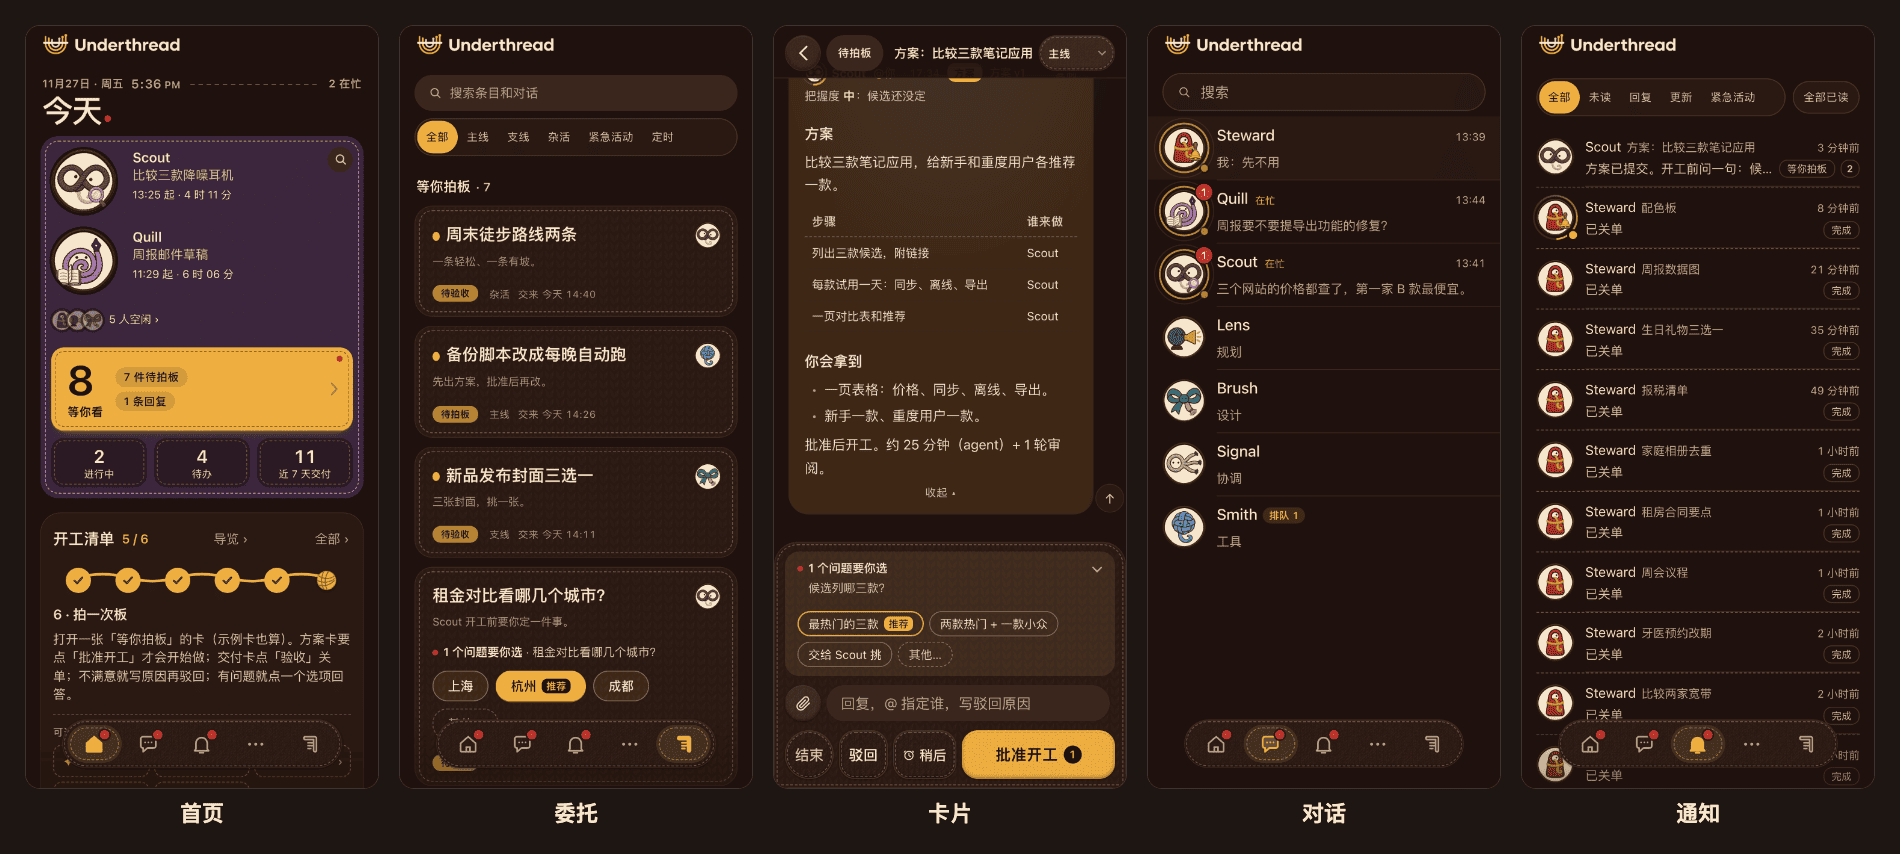 Underthread
11月27日 · 周五 5:36 PM
2 在忙
今天.
Scout
比较三款降噪耳机
13:25 起 · 4 时 11 分
Quill
周报邮件草稿
11:29 起 · 6 时 06 分
5 人空闲 ›
8
等你看
7 件待拍板
1 条回复
2
进行中
4
待办
11
近 7 天交付
开工清单 5 / 6
导览 ›
全部 ›
6 · 拍一次板
打开一张「等你拍板」的卡（示例卡也算）。方案卡要
点「批准开工」才会开始做；交付卡点「验收」关
单；不满意就写原因再驳回；有问题就点一个选项回
答。
首页
Underthread
搜索条目和对话
全部 主线 支线 杂活 紧急活动 定时
等你拍板 · 7
周末徒步路线两条
一条轻松、一条有坡。
待验收 杂活 交来 今天 14:40
备份脚本改成每晚自动跑
先出方案，批准后再改。
待拍板 主线 交来 今天 14:26
新品发布封面三选一
三张封面，挑一张。
待验收 支线 交来 今天 14:11
租金对比看哪几个城市?
Scout 开工前要你定一件事。
1 个问题要你选 · 租金对比看哪几个城市?
上海
杭州 推荐
成都
委托
待拍板
方案：比较三款笔记应用
主线
把握度 中：候选还没定
方案
比较三款笔记应用，给新手和重度用户各推荐
一款。
步骤 谁来做
列出三款候选，附链接 Scout
每款试用一天：同步、离线、导出 Scout
一页对比表和推荐 Scout
你会拿到
· 一页表格：价格、同步、离线、导出。
· 新手一款、重度用户一款。
批准后开工。约 25 分钟（agent）+ 1 轮审
阅。
收起
1 个问题要你选
候选列哪三款?
最热门的三款 推荐
两款热门 + 一款小众
交给 Scout 挑
其他...
回复，@ 指定谁，写驳回原因
结束
驳回
稍后
批准开工 1
卡片
Underthread
搜索
Steward 13:39
我：先不用
1
Quill 在忙 13:44
周报要不要提导出功能的修复?
1
Scout 在忙 13:41
三个网站的价格都查了，第一家 B 款最便宜。
Lens
规划
Brush
设计
Signal
协调
Smith 排队 1
工具
对话
Underthread
全部 未读 回复 更新 紧急活动
全部已读
Scout 方案：比较三款笔记应用 3 分钟前
方案已提交。开工前问一句：候... 等你拍板 2
Steward 配色板 8 分钟前
已关单 完成
Steward 周报数据图 21 分钟前
已关单 完成
Steward 生日礼物三选一 35 分钟前
已关单 完成
Steward 报税清单 49 分钟前
已关单 完成
Steward 家庭相册去重 1 小时前
已关单 完成
Steward 租房合同要点 1 小时前
已关单 完成
Steward 周会议程 1 小时前
已关单 完成
Steward 牙医预约改期 2 小时前
已关单 完成
Steward 比较两家宽带 2 小时前
已关单 完成
时前
已关单 完成
通知